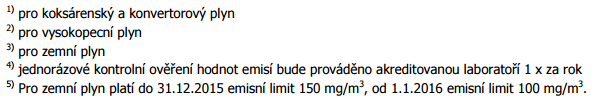 1) pro koksárenský a konvertorový plyn
2) pro vysokopecní plyn
3) pro zemní plyn
4) jednorázové kontrolní ověření hodnot emisí bude prováděno akreditovanou laboratoří 1 x za rok
5) Pro zemní plyn platí do 31.12.2015 emisní limit 150 mg/m³, od 1.1.2016 emisní limit 100 mg/m³.